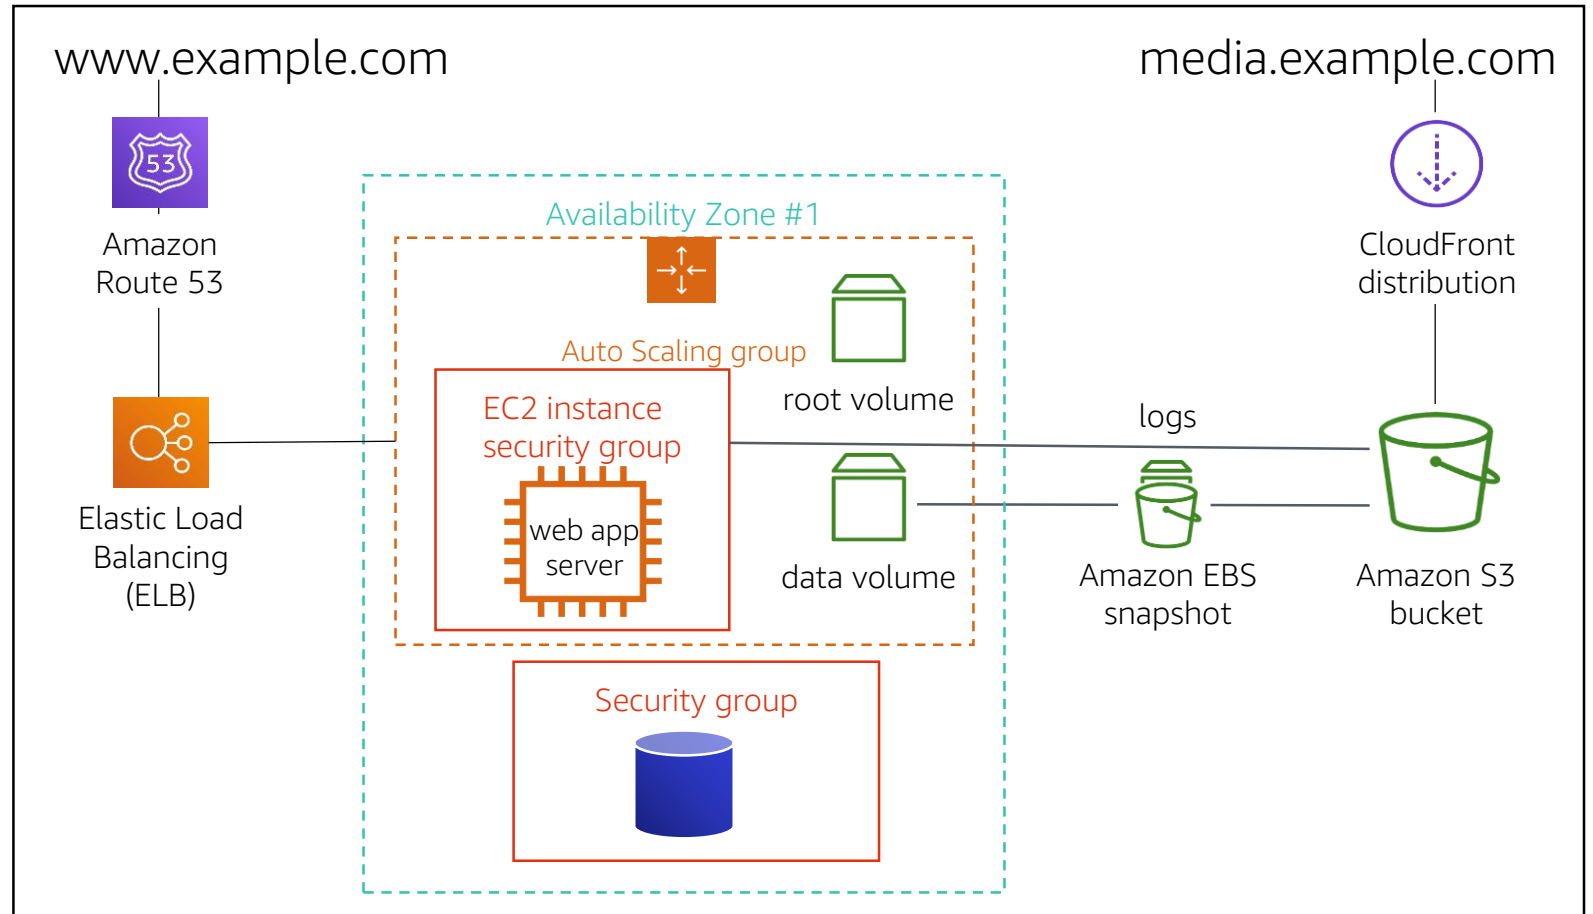 www.example.com
media.example.com
53
Amazon
Route 53
CloudFront
distribution
Availability Zone #1
Auto Scaling group
root volume
EC2 instance
security group
web app
server
data volume
logs
Elastic Load
Balancing
(ELB)
Amazon EBS
snapshot
Amazon S3
bucket
Security group